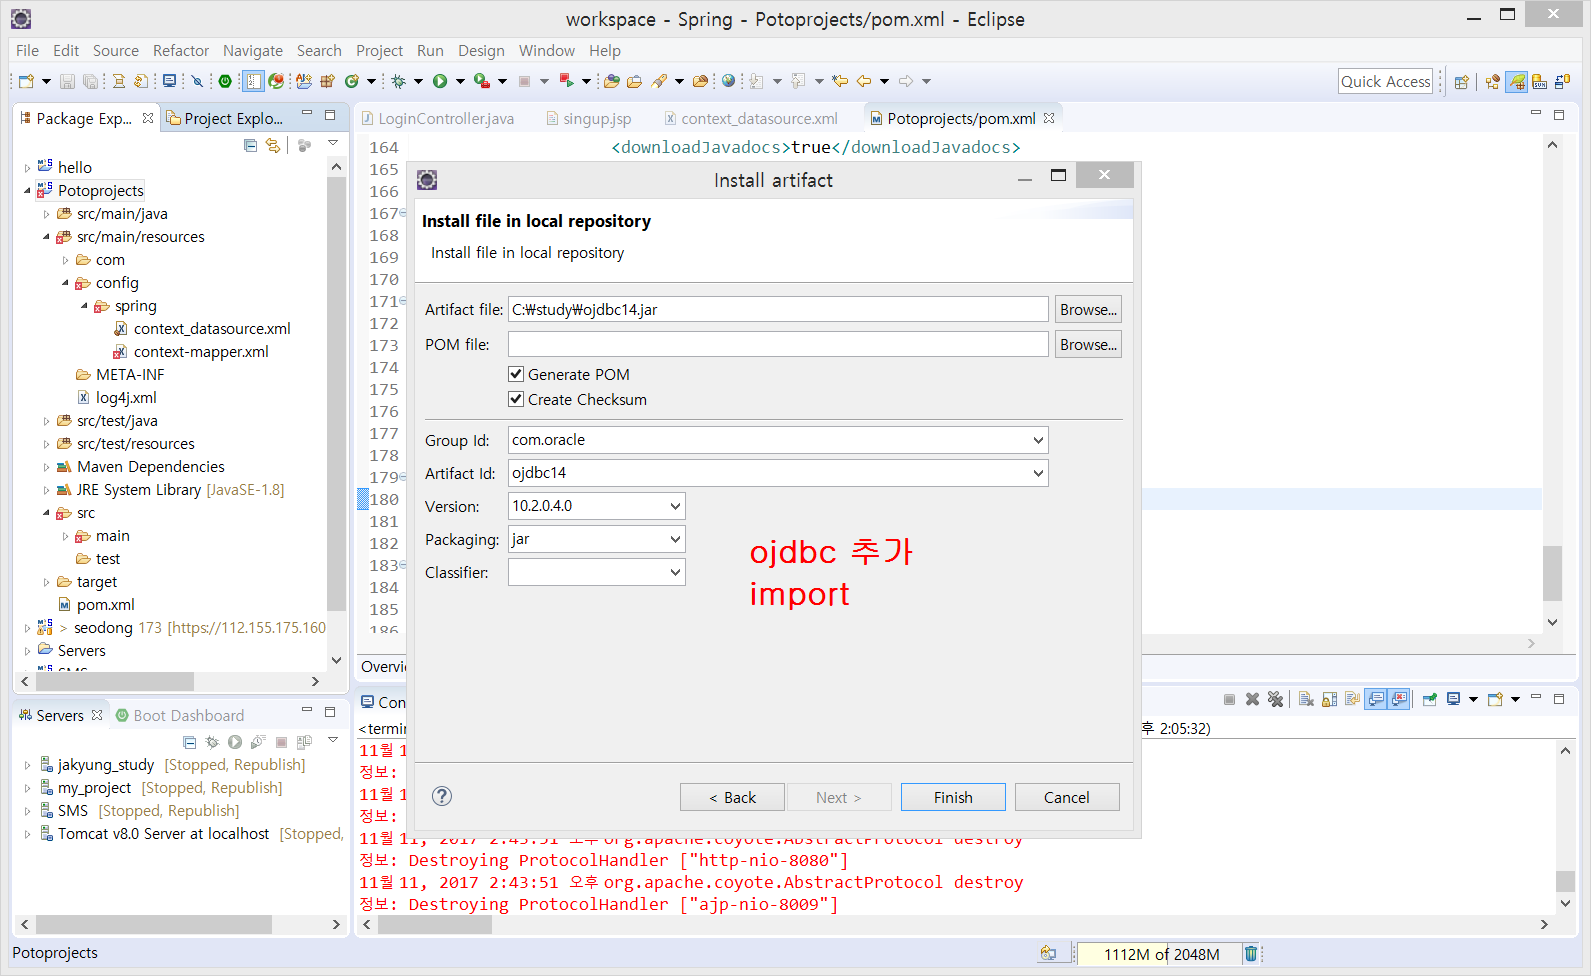 workspace - Spring - Potoprojects/pom.xml - Eclipse
File Edit Source Refactor Navigate Search Project Run Design Window Help
Quick Access
Package Exp...
Project Explo...
LoginController.java
singup.jsp
context_datasource.xml
Potoprojects/pom.xml
hello
Potoprojects
src/main/java
src/main/resources
com
config
spring
context_datasource.xml
context-mapper.xml
META-INF
log4j.xml
src/test/java
src/test/resources
Maven Dependencies
JRE System Library [JavaSE-1.8]
src
main
test
target
pom.xml
> seodong 173 [https://112.155.175.160
Servers
164 <downloadJavadocs>true</downloadJavadocs>
165
166
167
168
169
170
171
172
173
174
175
176
177
178
179
180
181
182
183
184
185
186
Install artifact
Install file in local repository
Install file in local repository
Artifact file: C:₩study₩ojdbc14.jar Browse...
POM file: Browse...
Generate POM
Create Checksum
Group Id: com.oracle
Artifact Id: ojdbc14
Version: 10.2.0.4.0
Packaging: jar
Classifier:
ojdbc 추가
import
< Back Next > Finish Cancel
Overvi
Servers
Boot Dashboard
jakyung_study [Stopped, Republish]
my_project [Stopped, Republish]
SMS [Stopped, Republish]
Tomcat v8.0 Server at localhost [Stopped,
Con
<termin
후 2:05:32)
11월 1
정보:
11월 1
정보:
11월 11, 2017 2:43:51 오후 org.apache.coyote.AbstractProtocol destroy
정보: Destroying ProtocolHandler ["http-nio-8080"]
11월 11, 2017 2:43:51 오후 org.apache.coyote.AbstractProtocol destroy
정보: Destroying ProtocolHandler ["ajp-nio-8009"]
Potoprojects
1112M of 2048M